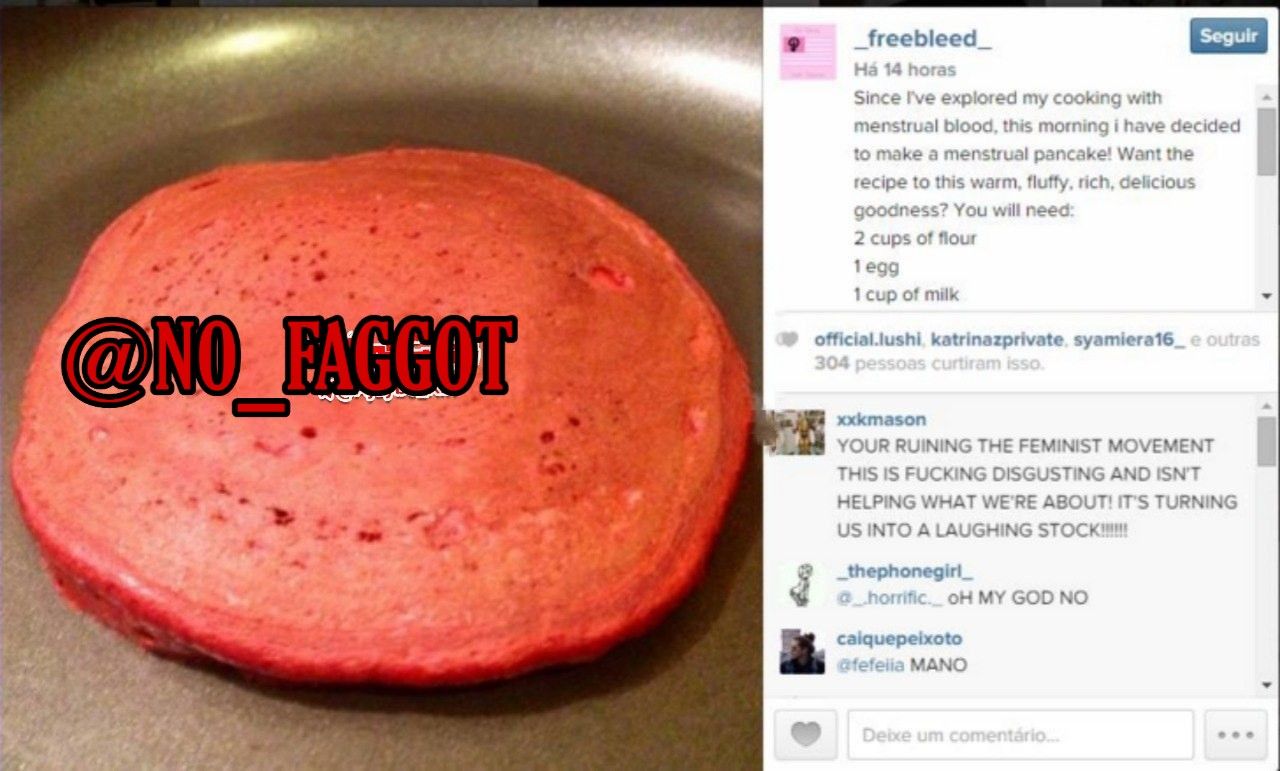 @NO_FAGGOT
_freebleed_
Seguir
Há 14 horas
Since I've explored my cooking with
menstrual blood, this morning i have decided
to make a menstrual pancake! Want the
recipe to this warm, fluffy, rich, delicious
goodness? You will need:
2 cups of flour
1 egg
1 cup of milk
official.lushi, katrinazprivate, syamiera16_ e outras
304 pessoas curtiram isso.
xxkmason
YOUR RUINING THE FEMINIST MOVEMENT
THIS IS FUCKING DISGUSTING AND ISN'T
HELPING WHAT WE'RE ABOUT! IT'S TURNING
US INTO A LAUGHING STOCK!!!!!!
_thephonegirl_
@_.horrific._ oH MY GOD NO
caiquepeixoto
@fefeiia MANO
Deixe um comentário...